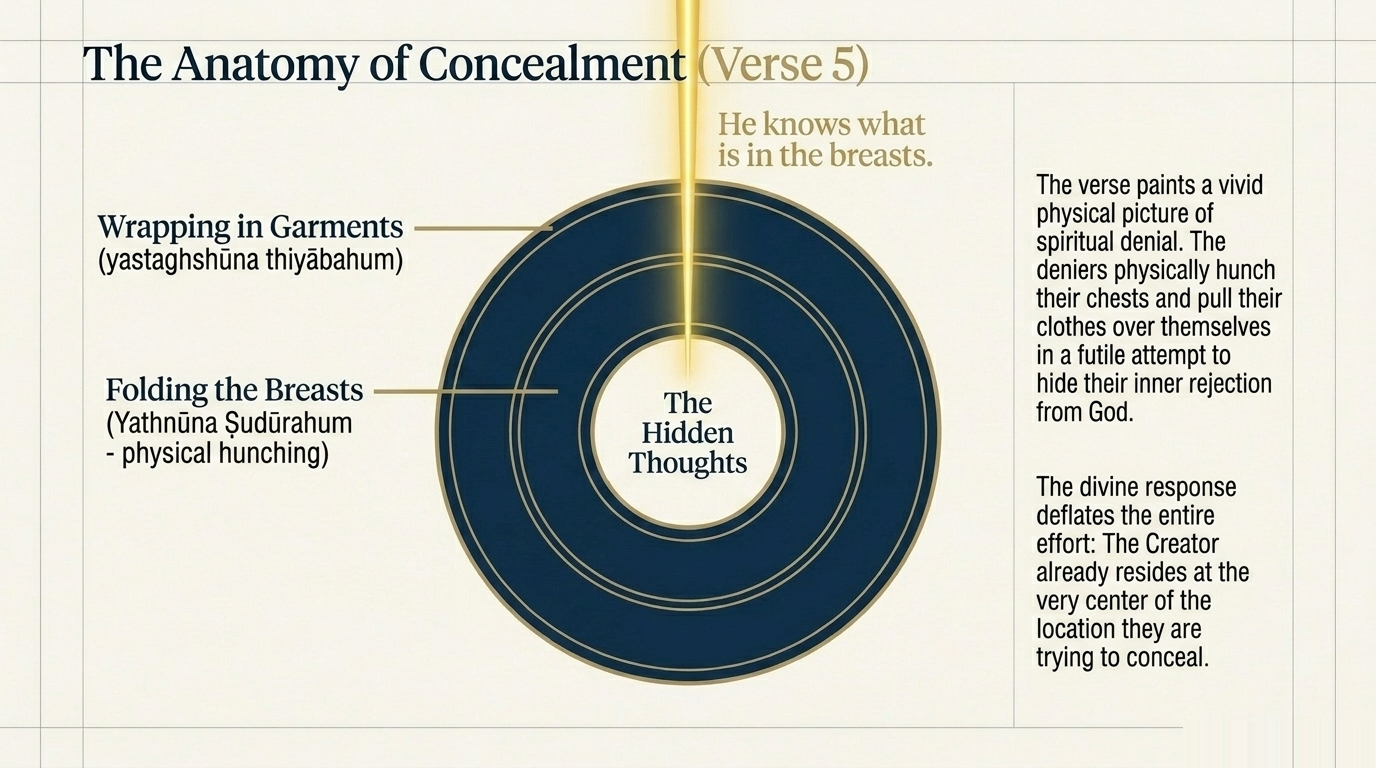 The Anatomy of Concealment (Verse 5)
He knows what
is in the breasts.
Wrapping in Garments
(yastaghshūna thiyābahum)
Folding the Breasts
(Yathnūna Ṣudūrahum
- physical hunching)
The
Hidden
Thoughts
The verse paints a vivid
physical picture of
spiritual denial. The
deniers physically hunch
their chests and pull their
clothes over themselves
in a futile attempt to
hide their inner rejection
from God.
The divine response
deflates the entire
effort: The Creator
already resides at the
very center of the
location they are
trying to conceal.